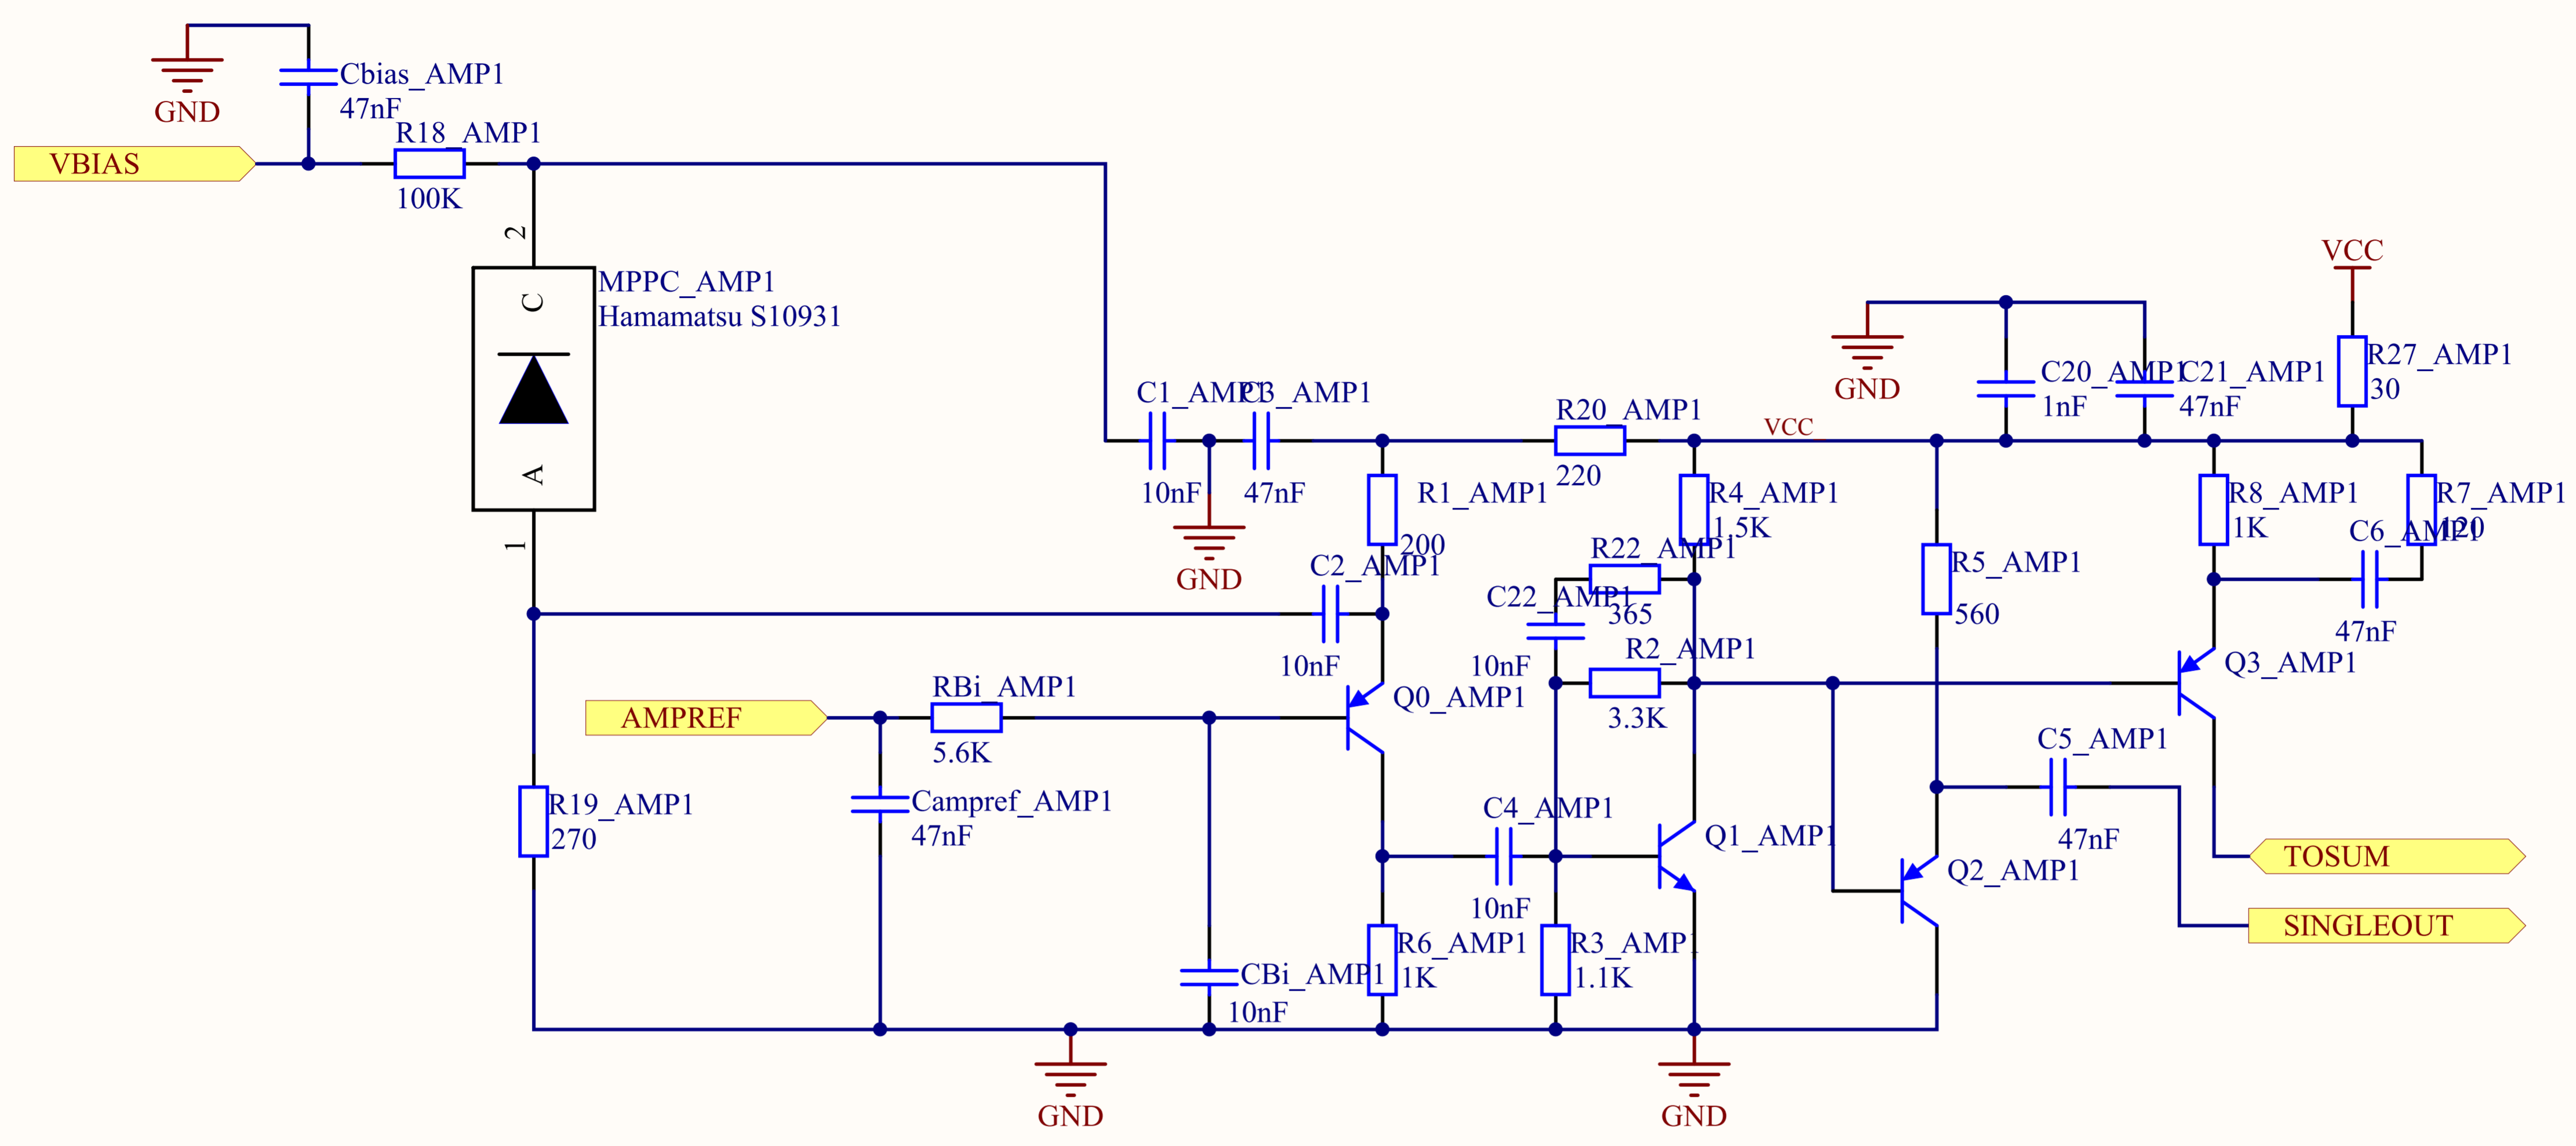 Cbias_AMP1
47nF
GND
R18_AMP1
VBIAS
100K
2
MPPC_AMP1
Hamamatsu S10931
C
A
1
VCC
GND
C20_AMP1
1nF
C21_AMP1
47nF
R27_AMP1
30
C1_AMP1
C3_AMP1
10nF
47nF
GND
R20_AMP1
220
VCC
R1_AMP1
200
R4_AMP1
1.5K
R8_AMP1
1K
R7_AMP1
120
C6_AMP1
47nF
C2_AMP1
10nF
R22_AMP1
365
C22_AMP1
10nF
R5_AMP1
560
R2_AMP1
3.3K
Q3_AMP1
RBi_AMP1
AMPREF
5.6K
Q0_AMP1
C5_AMP1
47nF
R19_AMP1
270
Campref_AMP1
47nF
C4_AMP1
10nF
Q1_AMP1
Q2_AMP1
TOSUM
SINGLEOUT
CBi_AMP1
10nF
R6_AMP1
1K
R3_AMP1
1.1K
GND
GND